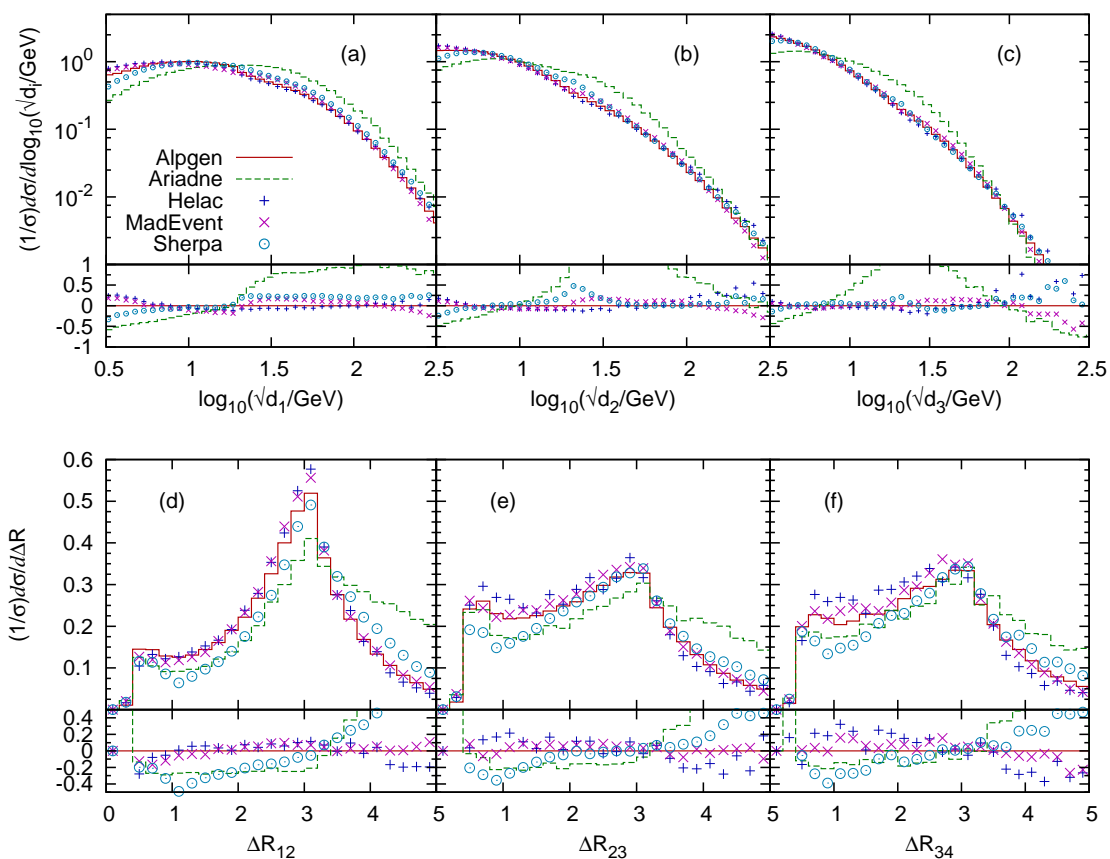 (1/σ)dσ/dlog₁₀(√dᵢ/GeV)
10⁰
10⁻¹
10⁻²
(a)
(b)
(c)
Alpgen
Ariadne
Helac
MadEvent
Sherpa
1
0.5
0
-0.5
-1
0.5 1 1.5 2 2.5 1 1.5 2 2.5 1 1.5 2 2.5
log₁₀(√d₁/GeV) log₁₀(√d₂/GeV) log₁₀(√d₃/GeV)
(1/σ)dσ/dΔR
0.6
0.5
0.4
0.3
0.2
0.1
(d)
(e)
(f)
0.4
0.2
0
-0.2
-0.4
0 1 2 3 4 5 1 2 3 4 5 1 2 3 4 5
ΔR₁₂ ΔR₂₃ ΔR₃₄